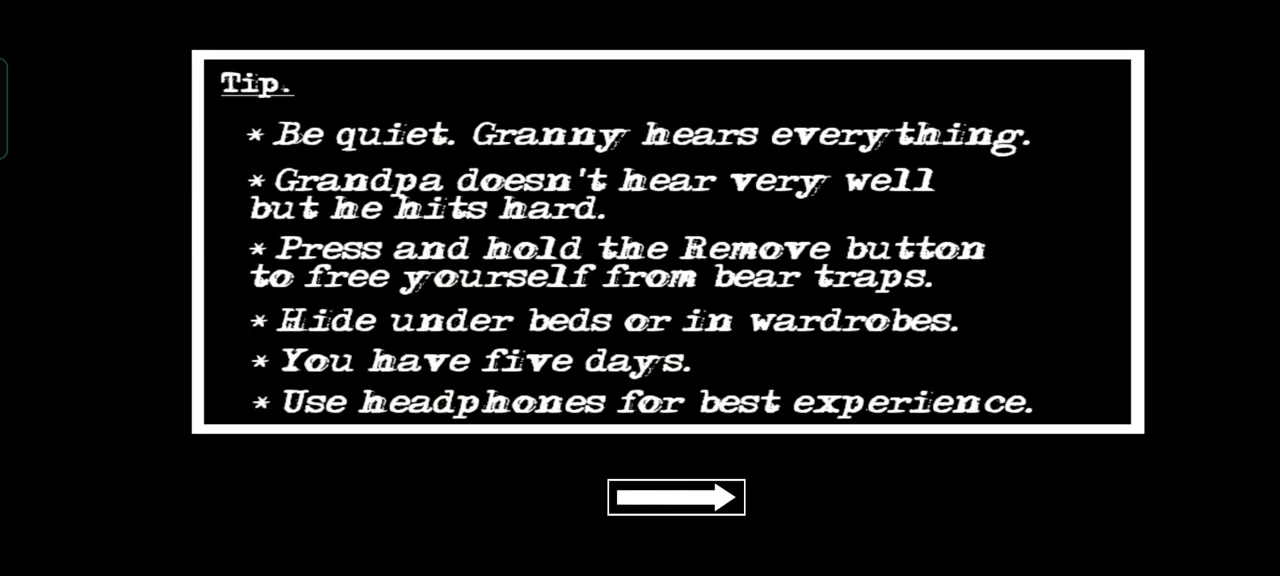 Tip.
* Be quiet. Granny hears everything.
* Grandpa doesn't hear very well
but he hits hard.
* Press and hold the Remove button
to free yourself from bear traps.
* Hide under beds or in wardrobes.
* You have five days.
* Use headphones for best experience.